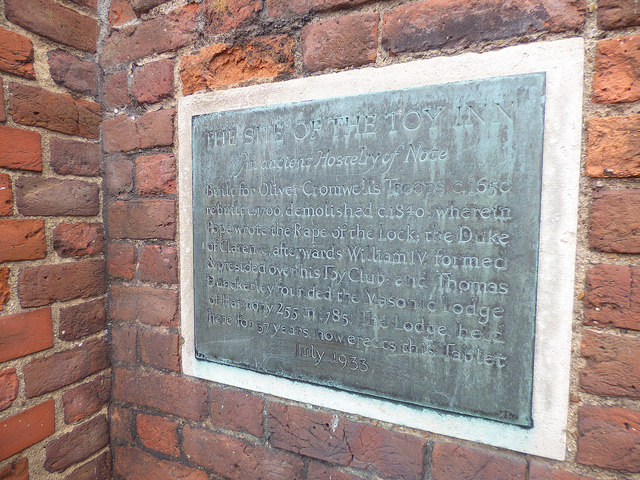 THE SITE OF THE TOY INN
An ancient Hostelry of Note
Built for Oliver Cromwell's Troops c.1650
rebuilt c.1700, demolished c.1840, wherein
Pope wrote the Rape of the Lock; the Duke
of Clarence, afterwards William IV. formed
& presided over his Toy Club; and Thomas
Dunckerley founded the Masonic Lodge
of Harmony 255 in 1785. The Lodge, held
here for 37 years, now erects this Tablet
July 1933